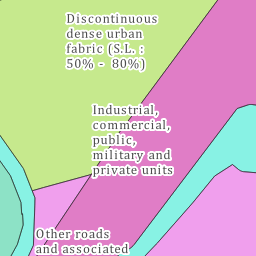 Discontinuous
dense urban
fabric (S.L. :
50% - 80%)
Industrial,
commercial,
public,
military and
private units
Other roads
and associated